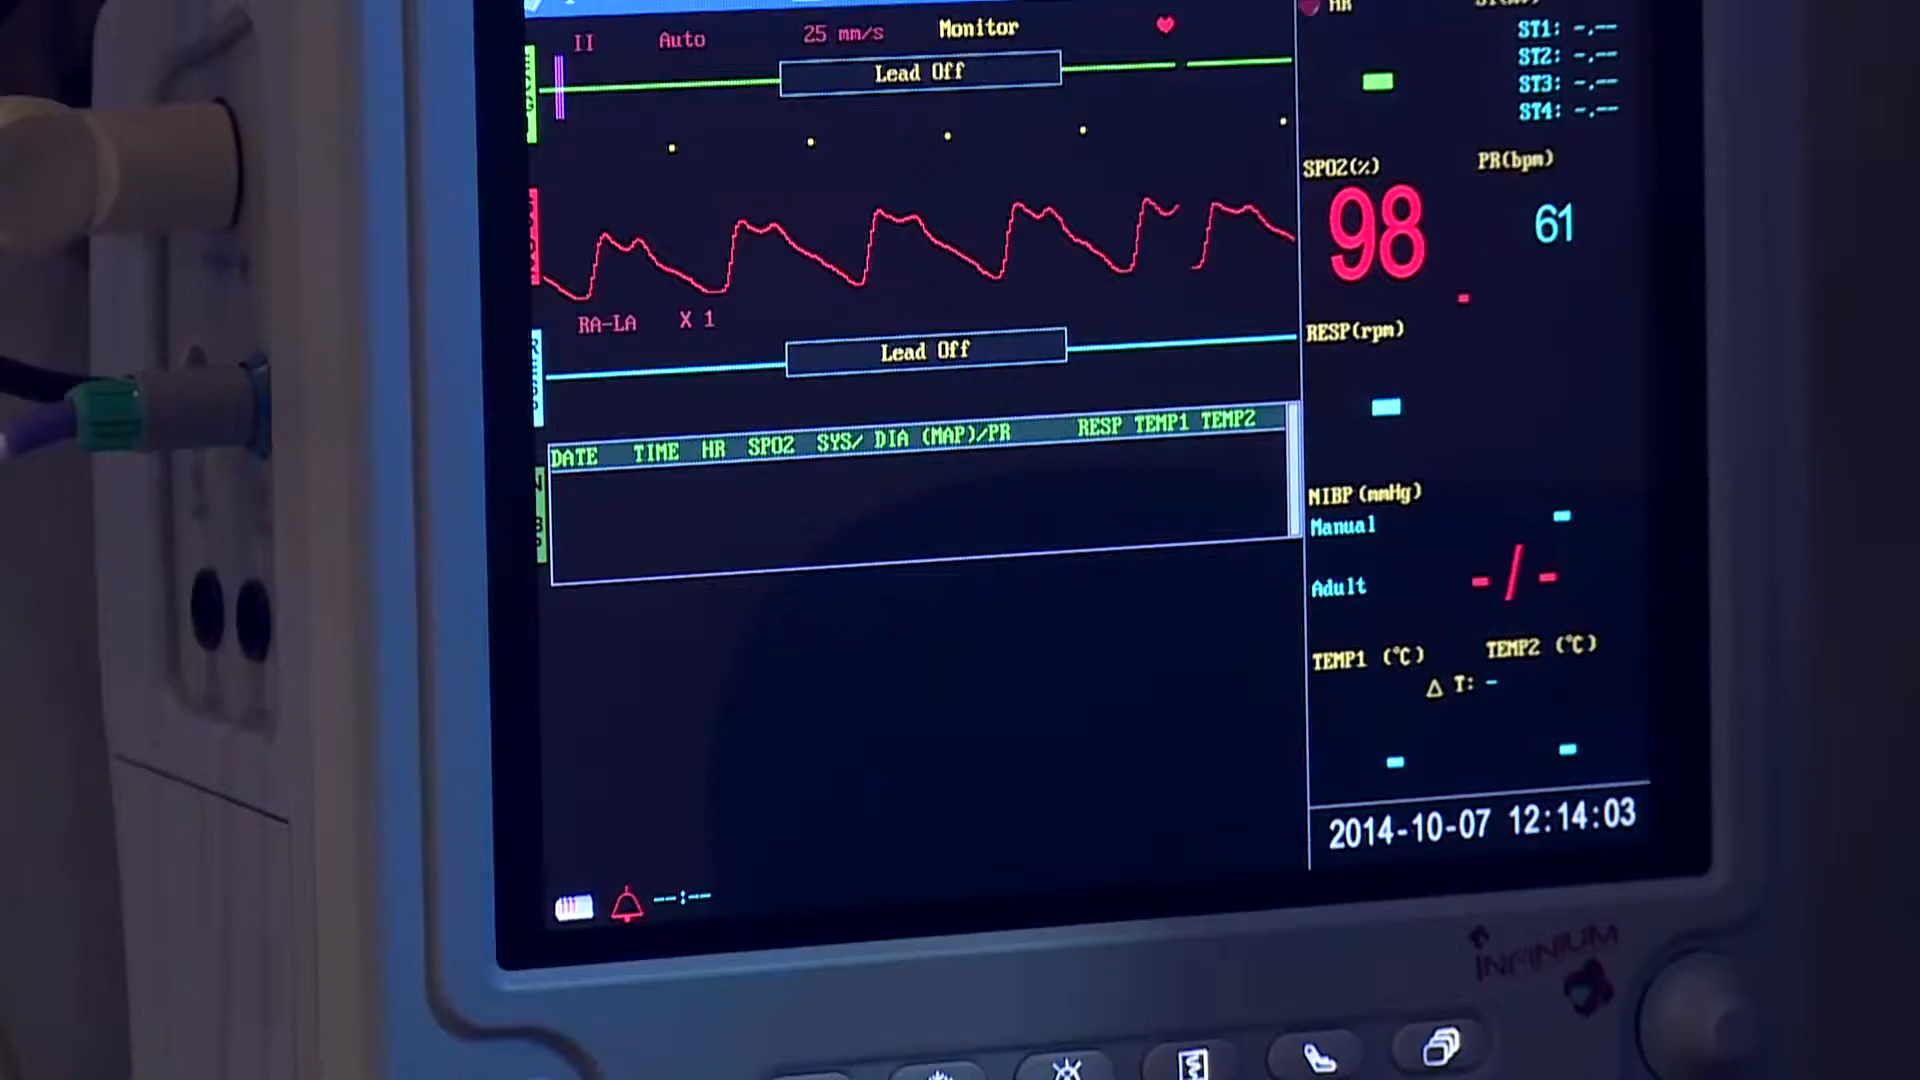 II Auto 25 mm/s Monitor
Lead Off
RA-LA X 1
Lead Off
DATE TIME HR SPO2 SYS/ DIA (MAP)/PR RESP TEMP1 TEMP2
HR
ST1: -.--
ST2: -.--
ST3: -.--
ST4: -.--
SPO2(%) PR(bpm)
98 61
-
RESP(rpm)
-
NIBP(mmHg)
Manual -
Adult -/-
TEMP1 (°C) TEMP2 (°C)
△ T: -
- -
2014-10-07 12:14:03
--:--
INFINIUM